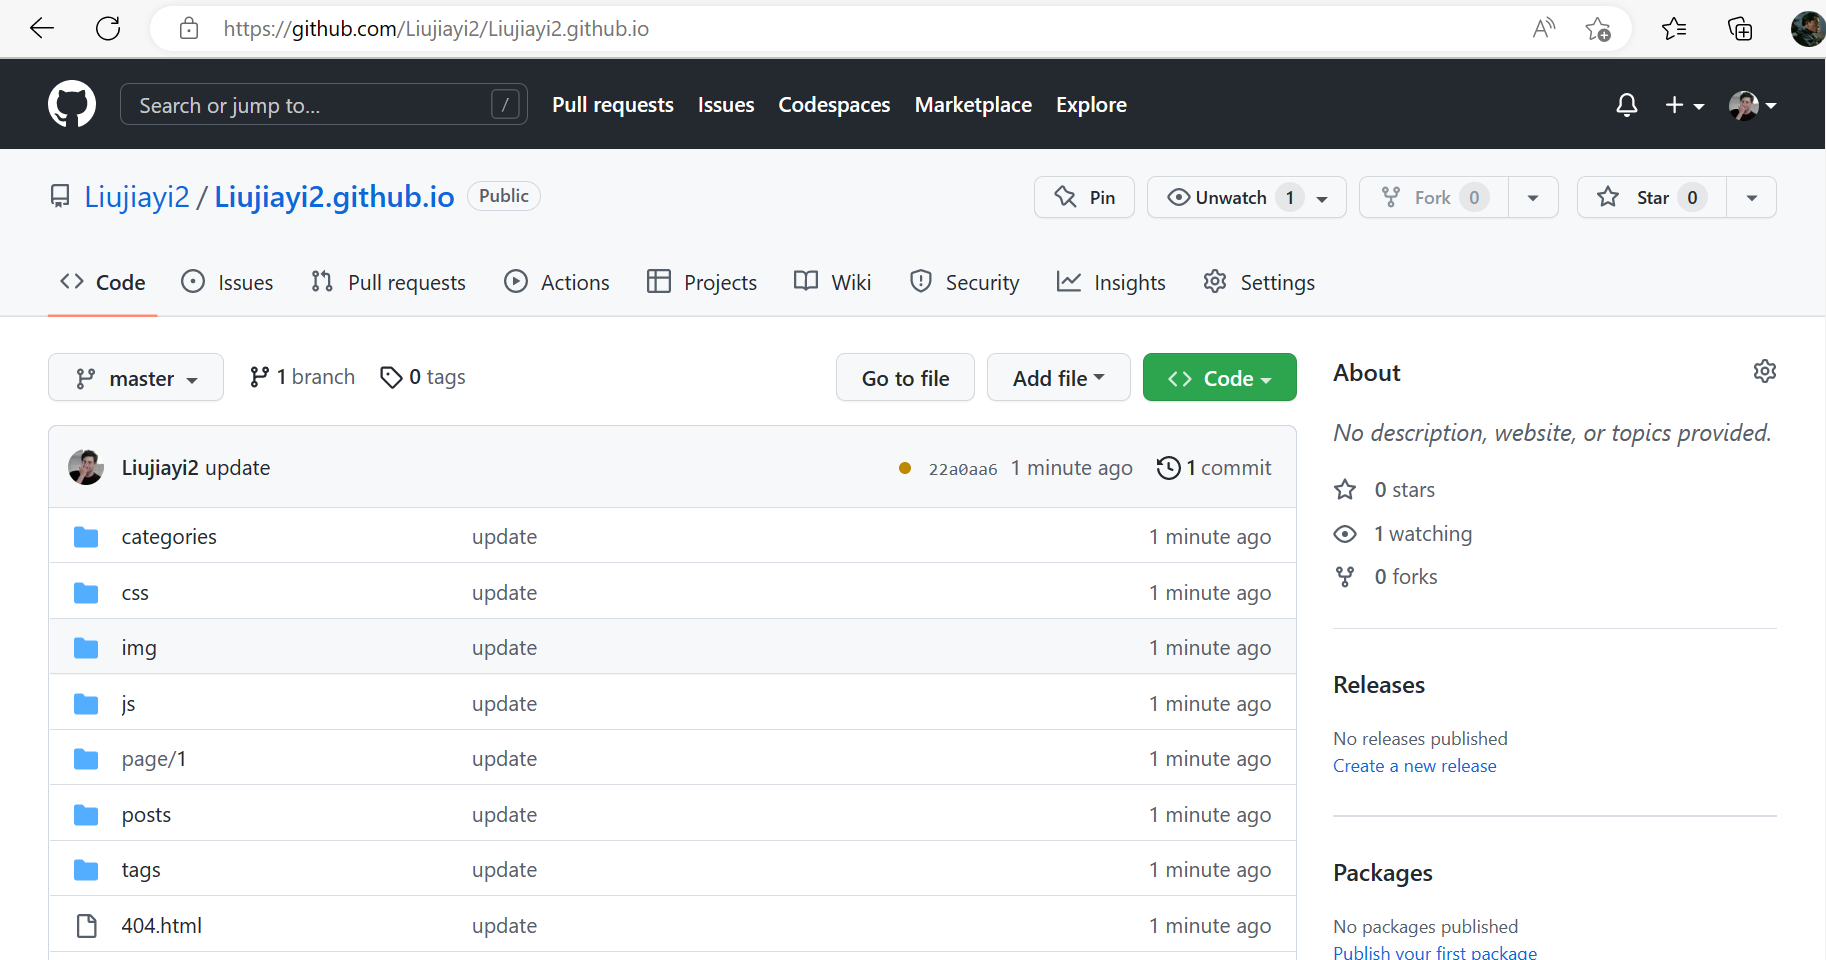 https://github.com/Liujiayi2/Liujiayi2.github.io
Search or jump to... / Pull requests Issues Codespaces Marketplace Explore
Liujiayi2 / Liujiayi2.github.io Public Pin Unwatch 1 Fork 0 Star 0
Code Issues Pull requests Actions Projects Wiki Security Insights Settings
master 1 branch 0 tags Go to file Add file Code
Liujiayi2 update 22a0aa6 1 minute ago 1 commit
categories update 1 minute ago
css update 1 minute ago
img update 1 minute ago
js update 1 minute ago
page/1 update 1 minute ago
posts update 1 minute ago
tags update 1 minute ago
404.html update 1 minute ago
About
No description, website, or topics provided.
0 stars
1 watching
0 forks
Releases
No releases published
Create a new release
Packages
No packages published
Publish your first package